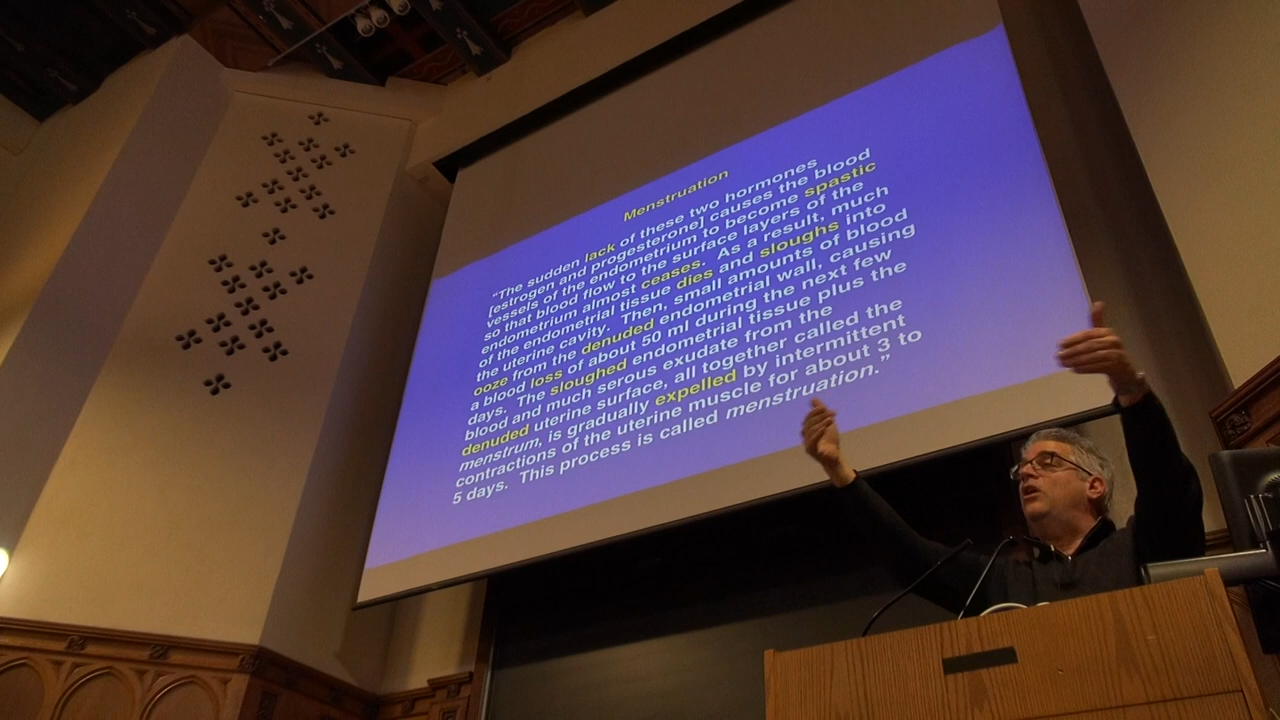 Menstruation
“The sudden lack of these two hormones
[estrogen and progesterone] causes the blood
vessels of the endometrium to become spastic
so that blood flow to the surface layers of the
endometrium almost ceases. As a result, much
of the endometrial tissue dies and sloughs into
the uterine cavity. Then, small amounts of blood
ooze from the denuded endometrial wall, causing
a blood loss of about 50 ml during the next few
days. The sloughed endometrial tissue plus the
blood and much serous exudate from the
denuded uterine surface, all together called the
menstrum, is gradually expelled by intermittent
contractions of the uterine muscle for about 3 to
5 days. This process is called menstruation.”